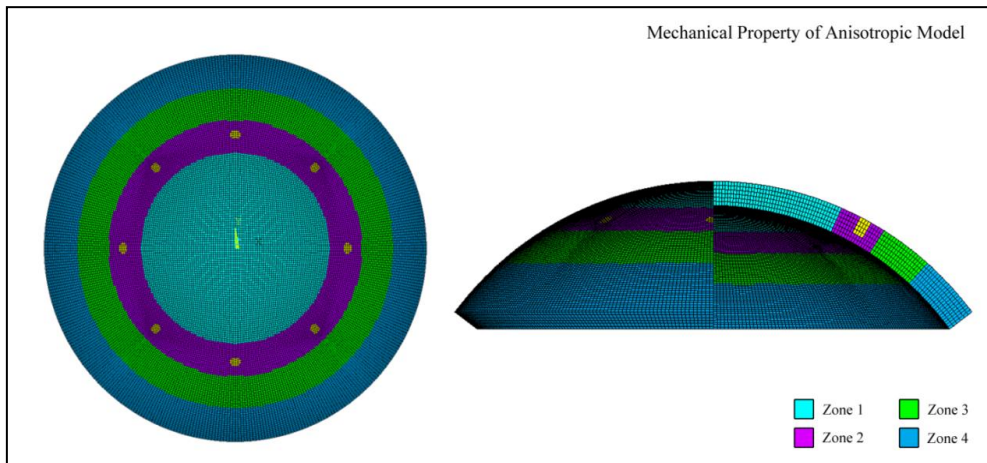 Mechanical Property of Anisotropic Model
Zone 1
Zone 3
Zone 2
Zone 4